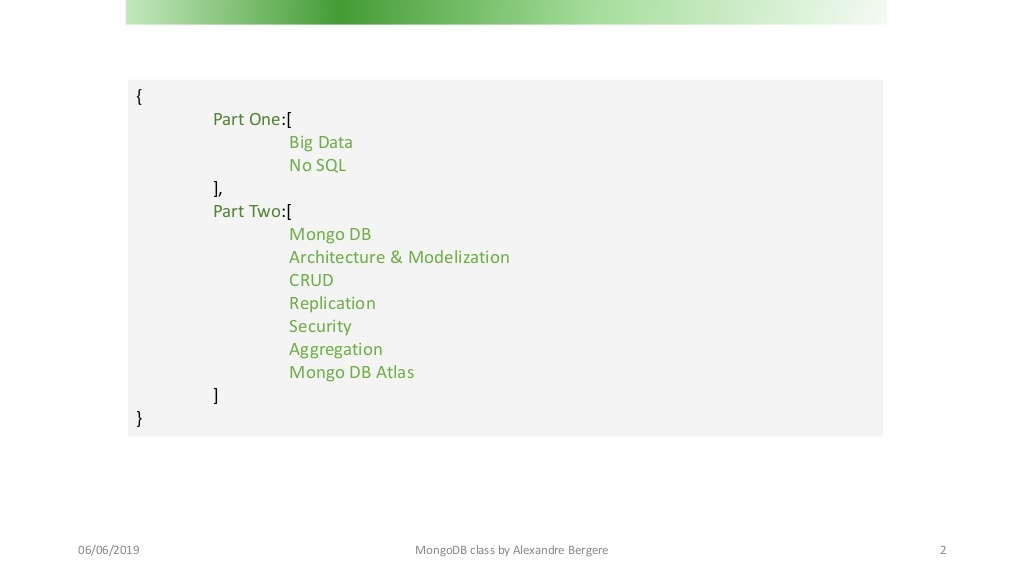 {
Part One:[
Big Data
No SQL
],
Part Two:[
Mongo DB
Architecture & Modelization
CRUD
Replication
Security
Aggregation
Mongo DB Atlas
]
}
06/06/2019
MongoDB class by Alexandre Bergere
2